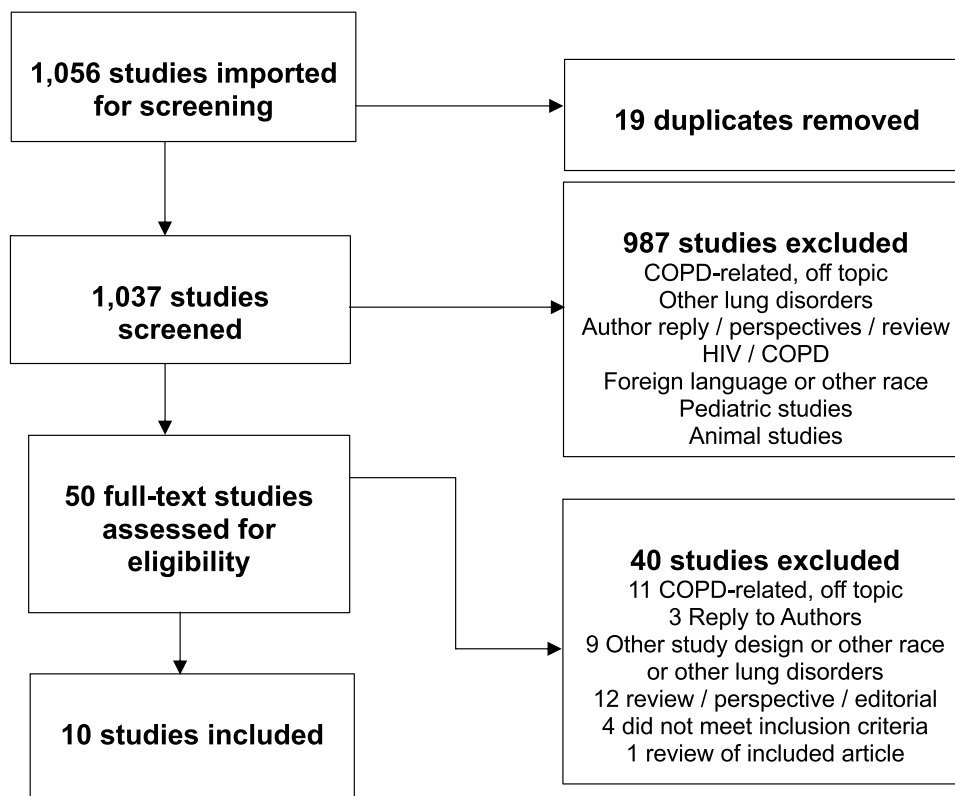 1,056 studies imported
for screening
19 duplicates removed
1,037 studies
screened
987 studies excluded
COPD-related, off topic
Other lung disorders
Author reply / perspectives / review
HIV / COPD
Foreign language or other race
Pediatric studies
Animal studies
50 full-text studies
assessed for
eligibility
40 studies excluded
11 COPD-related, off topic
3 Reply to Authors
9 Other study design or other race
or other lung disorders
12 review / perspective / editorial
4 did not meet inclusion criteria
1 review of included article
10 studies included